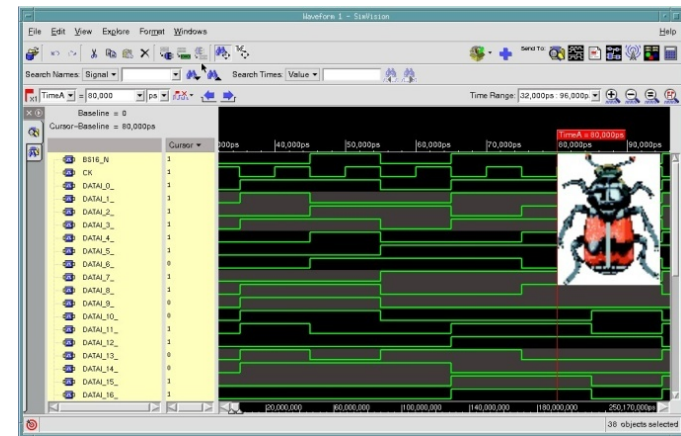 Waveform 1 - SimVision
File Edit View Explore Format Windows Help
Send To:
Search Names: Signal Search Times: Value
TimeA = 80,000 ps Time Range: 32,000ps : 96,000p
Baseline = 0
Cursor-Baseline = 80,000ps
TimeA = 80,000ps
Cursor 000ps 40,000ps 50,000ps 60,000ps 70,000ps 80,000ps 90,000ps
BS16_N 1
CK 1
DATAI_0_ 1
DATAI_1_ 1
DATAI_2_ 1
DATAI_3_ 1
DATAI_4_ 1
DATAI_5_ 1
DATAI_6_ 0
DATAI_7_ 1
DATAI_8_ 1
DATAI_9_ 0
DATAI_10_ 0
DATAI_11_ 1
DATAI_12_ 1
DATAI_13_ 0
DATAI_14_ 0
DATAI_15_ 1
DATAI_16_ 1
20,000,000 60,000,000 100,000,000 140,000,000 180,000,000 250,170,000ps
38 objects selected